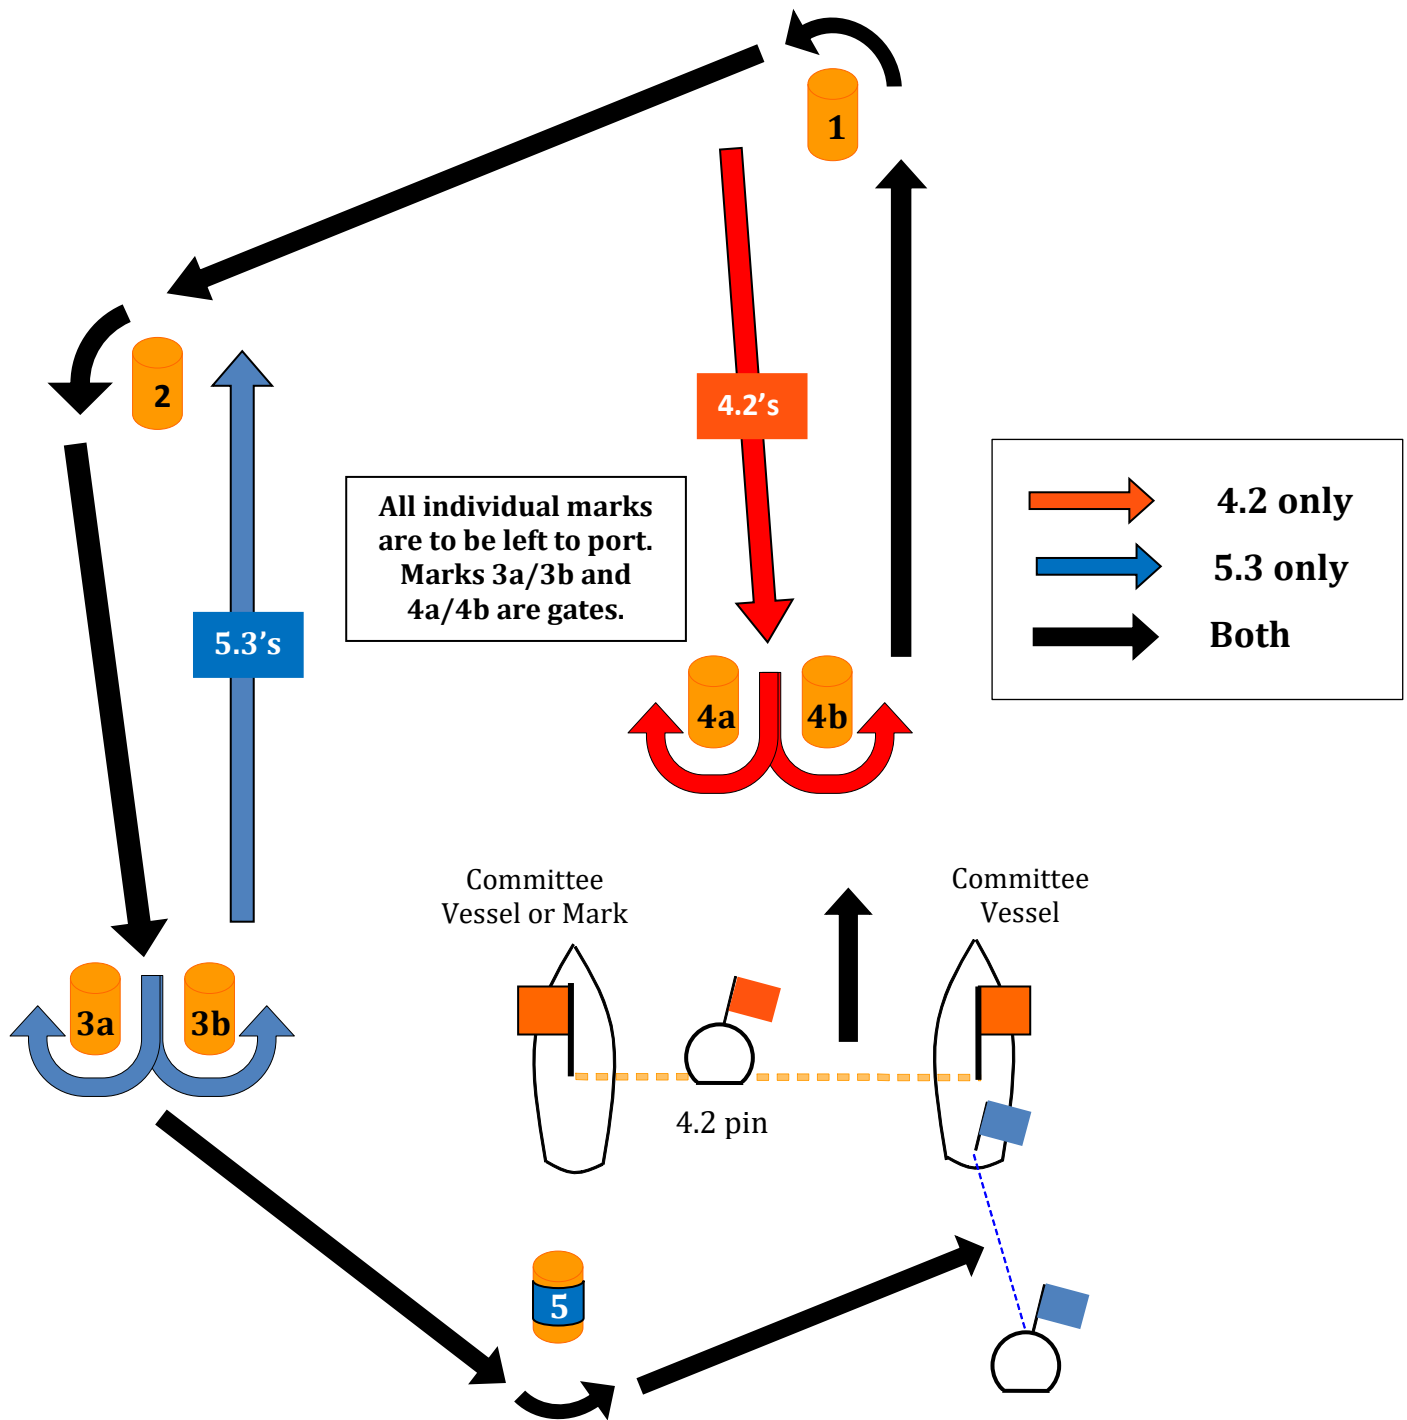 1
2
4.2’s
All individual marks
are to be left to port.
Marks 3a/3b and
4a/4b are gates.
4.2 only
5.3 only
Both
5.3’s
4a
4b
Committee
Vessel or Mark
Committee
Vessel
3a
3b
4.2 pin
5